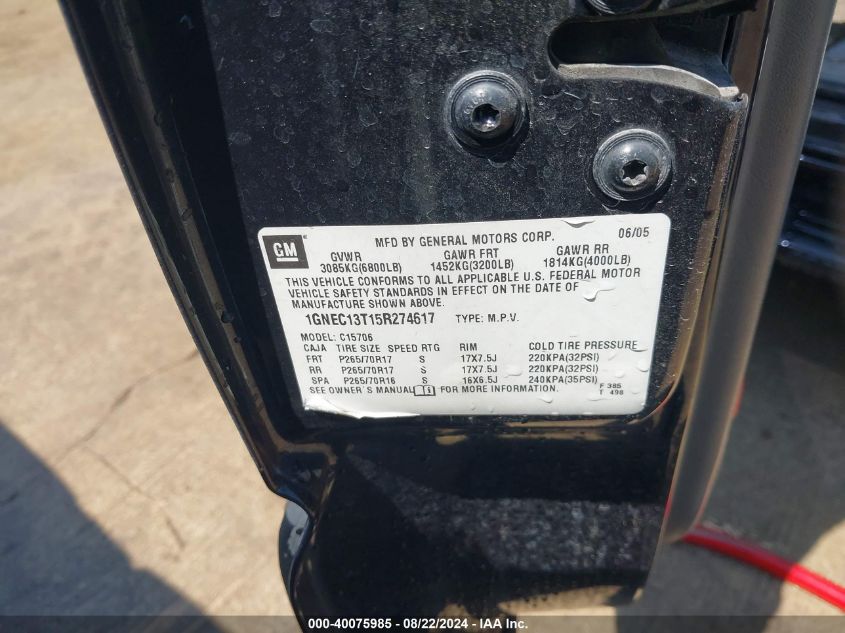 GM ® MFD BY GENERAL MOTORS CORP. 06/05
GVWR GAWR FRT GAWR RR
3085KG(6800LB) 1452KG(3200LB) 1814KG(4000LB)
THIS VEHICLE CONFORMS TO ALL APPLICABLE U.S. FEDERAL MOTOR
VEHICLE SAFETY STANDARDS IN EFFECT ON THE DATE OF
MANUFACTURE SHOWN ABOVE.
1GNEC13T15R274617 TYPE: M.P.V.
MODEL: C15706
CAJA TIRE SIZE SPEED RTG RIM COLD TIRE PRESSURE
FRT P265/70R17 S 17X7.5J 220KPA(32PSI)
RR P265/70R17 S 17X7.5J 220KPA(32PSI)
SPA P265/70R16 S 16X6.5J 240KPA(35PSI)
SEE OWNER'S MANUAL i FOR MORE INFORMATION.
F 385
T 498
000-40075985 - 08/22/2024 - IAA Inc.